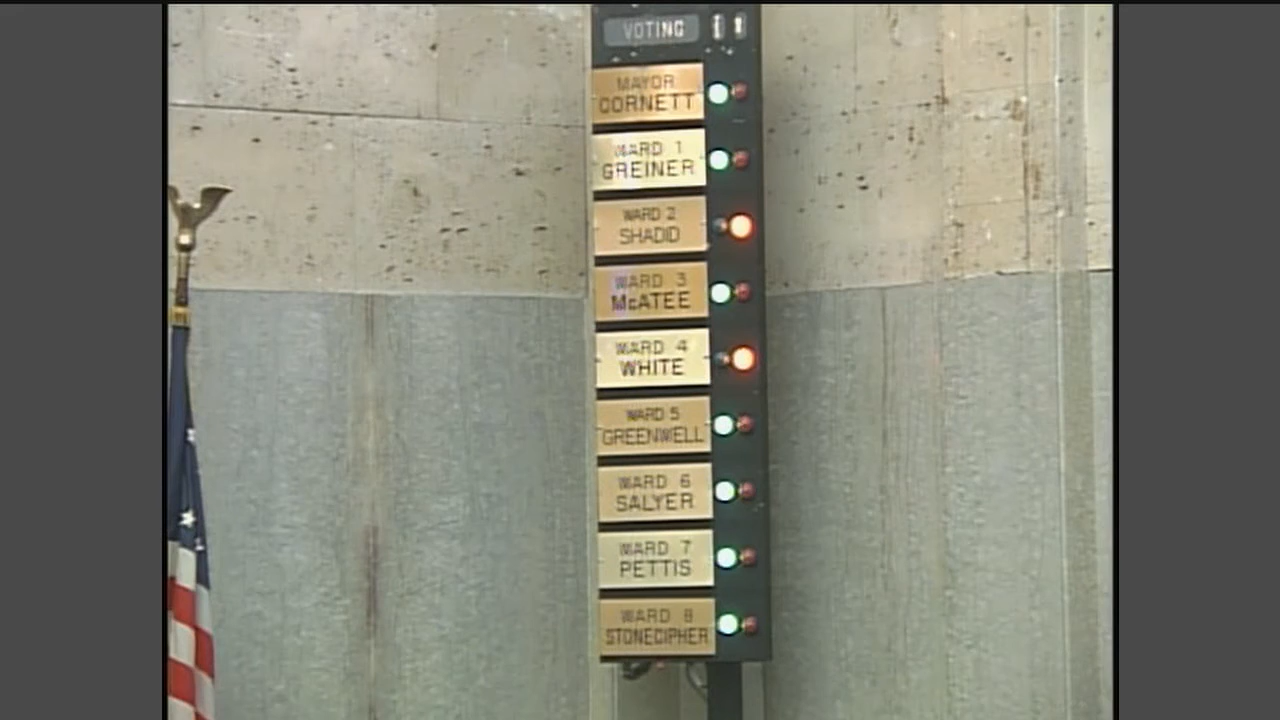 VOTING
MAYOR
CORNETT
WARD 1
GREINER
WARD 2
SHADID
WARD 3
McATEE
WARD 4
WHITE
WARD 5
GREENWELL
WARD 6
SALYER
WARD 7
PETTIS
WARD 8
STONECIPHER